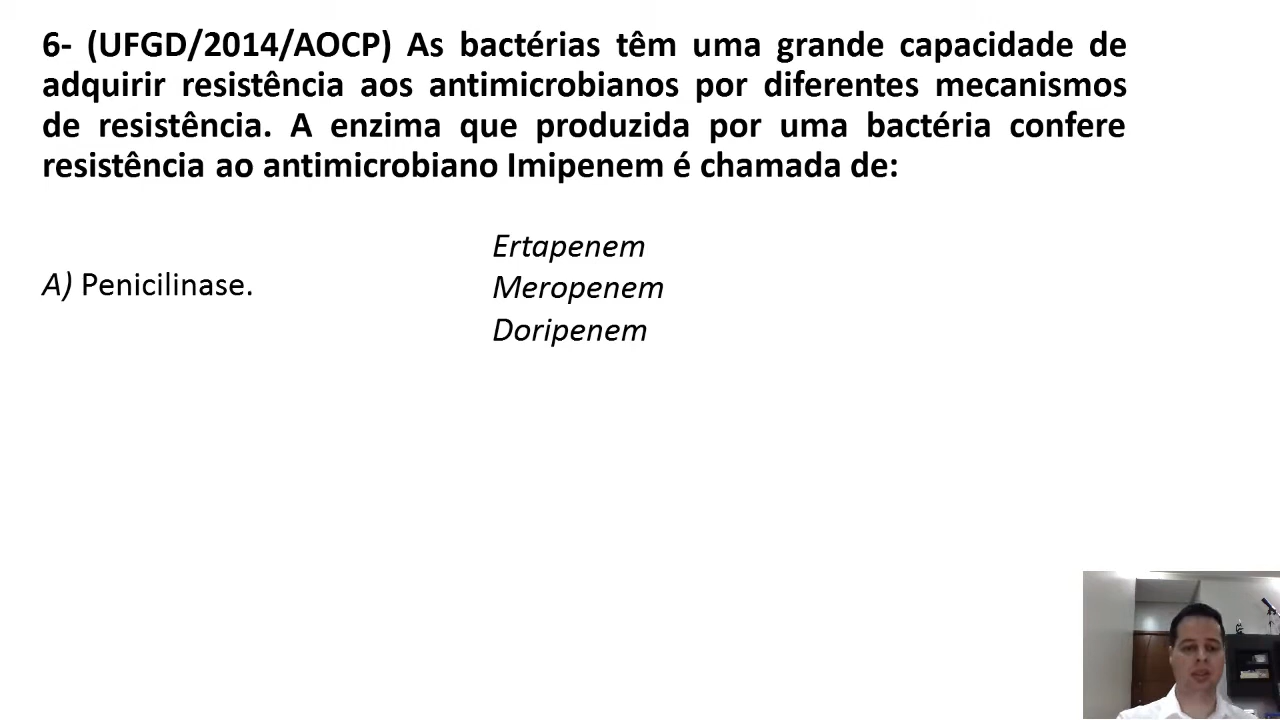 6- (UFGD/2014/AOCP) As bactérias têm uma grande capacidade de
adquirir resistência aos antimicrobianos por diferentes mecanismos
de resistência. A enzima que produzida por uma bactéria confere
resistência ao antimicrobiano Imipenem é chamada de:
Ertapenem
A) Penicilinase.
Meropenem
Doripenem